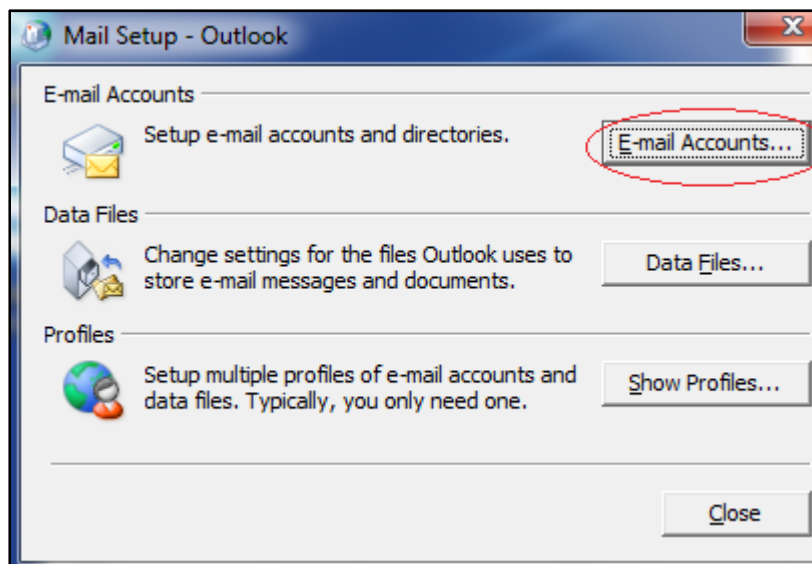 Mail Setup - Outlook
E-mail Accounts
Setup e-mail accounts and directories.
E-mail Accounts...
Data Files
Change settings for the files Outlook uses to
store e-mail messages and documents.
Data Files...
Profiles
Setup multiple profiles of e-mail accounts and
data files. Typically, you only need one.
Show Profiles...
Close